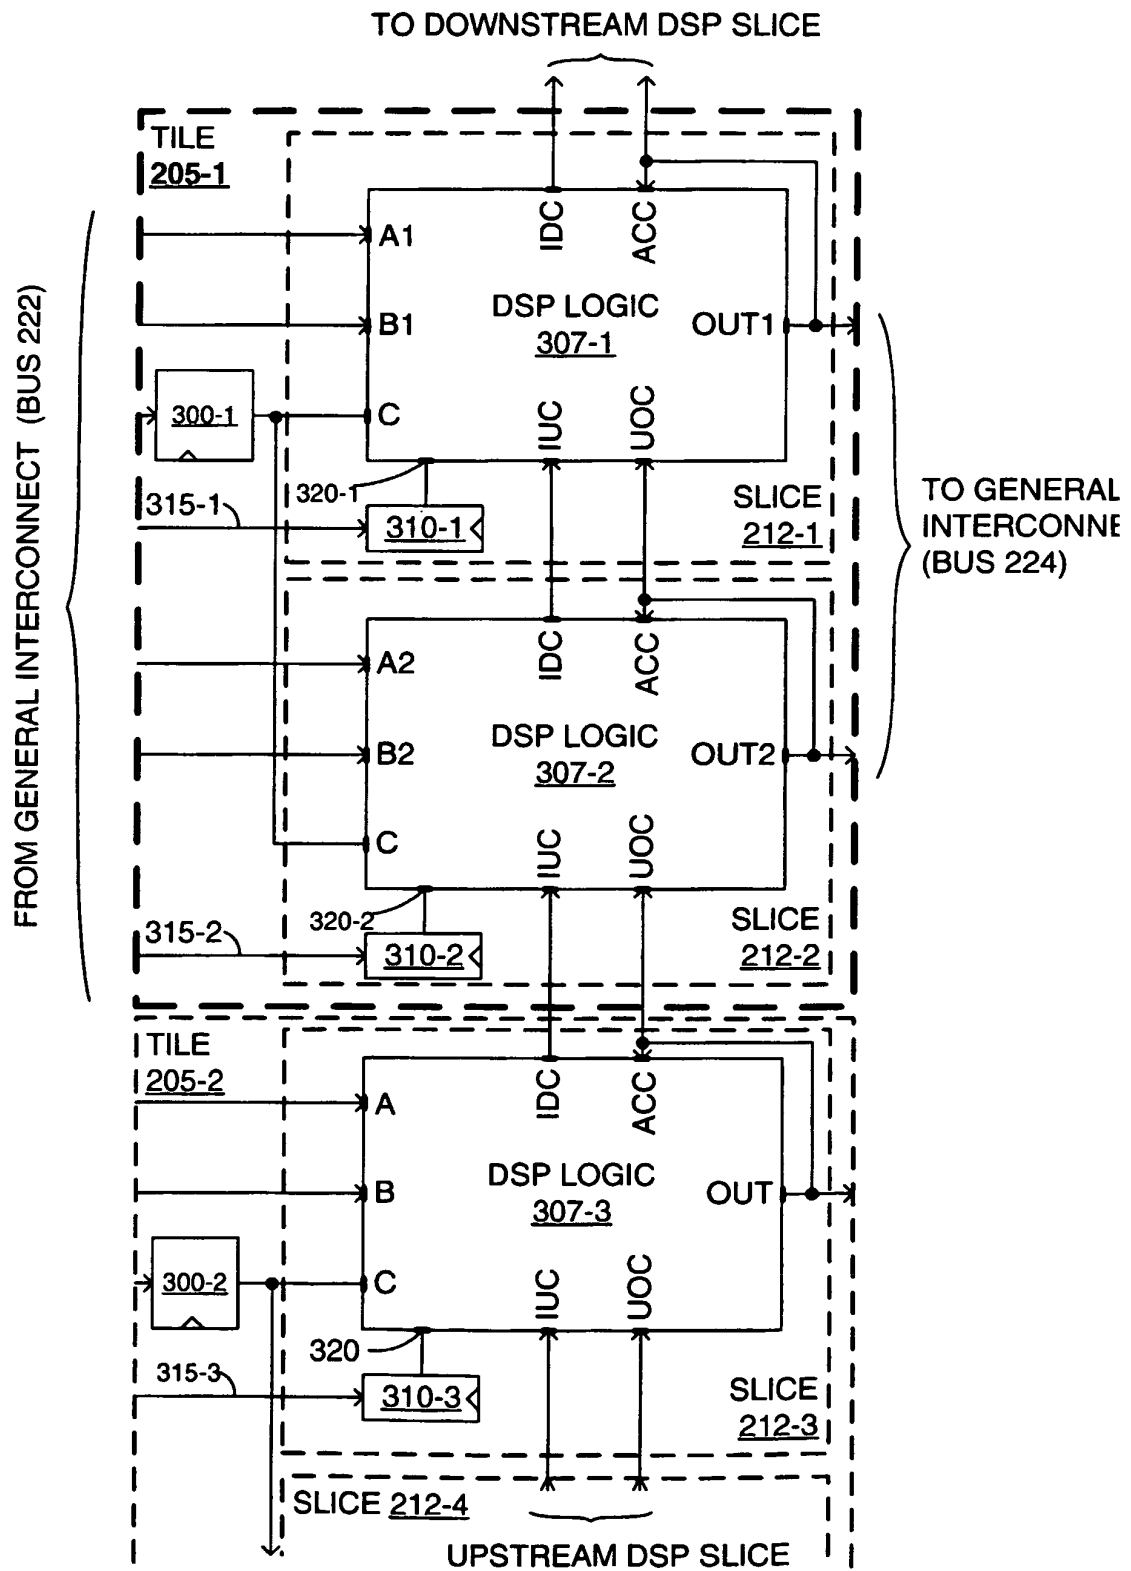 TO DOWNSTREAM DSP SLICE
TILE
205-1
IDC
ACC
A1
DSP LOGIC
307-1
B1
OUT1
300-1
C
IUC
UOC
320-1
315-1
310-1
SLICE
212-1
FROM GENERAL INTERCONNECT (BUS 222)
TO GENERAL
INTERCONNE
(BUS 224)
IDC
ACC
A2
DSP LOGIC
307-2
B2
OUT2
C
IUC
UOC
320-2
315-2
310-2
SLICE
212-2
TILE
205-2
IDC
ACC
A
DSP LOGIC
307-3
B
OUT
300-2
C
IUC
UOC
320
315-3
310-3
SLICE
212-3
SLICE 212-4
UPSTREAM DSP SLICE